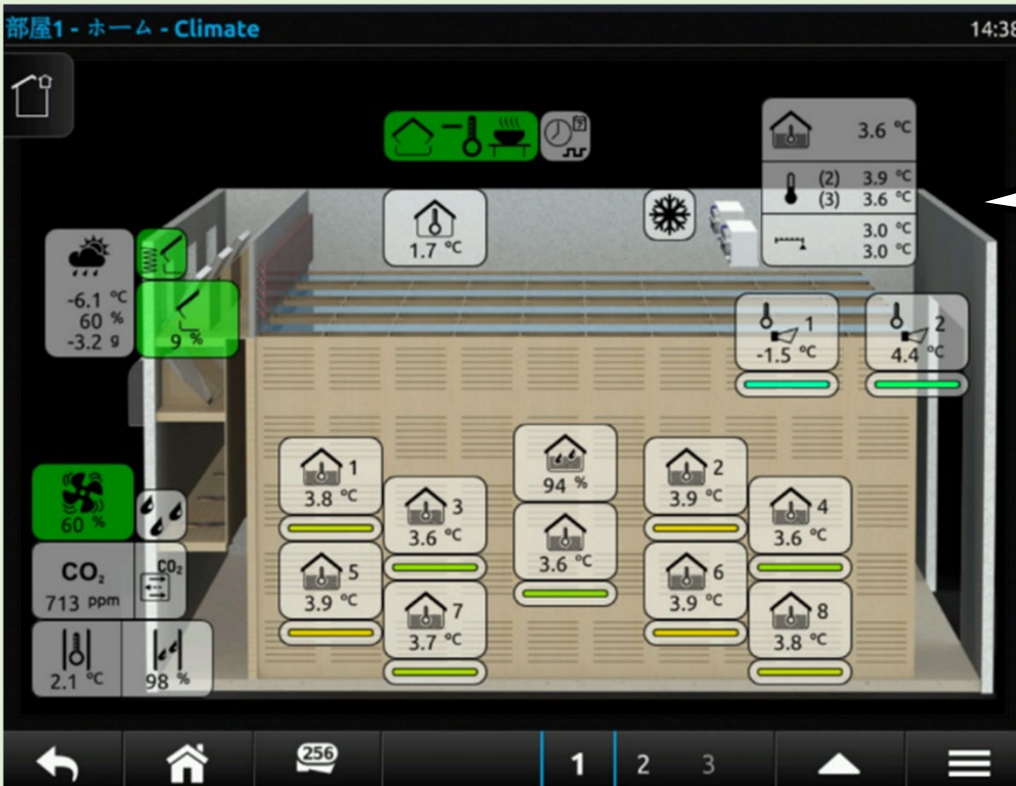 部屋1 - ホーム - Climate
14:38
3.6 °C
(2) 3.9 °C
(3) 3.6 °C
3.0 °C
3.0 °C
1.7 °C
-6.1 °C
60 %
-3.2 g
9 %
1
-1.5 °C
2
4.4 °C
1
3.8 °C
3
3.6 °C
94 %
3.6 °C
2
3.9 °C
4
3.6 °C
5
3.9 °C
7
3.7 °C
6
3.9 °C
8
3.8 °C
60 %
CO₂
713 ppm
CO₂
2.1 °C
98 %
256
1 2 3